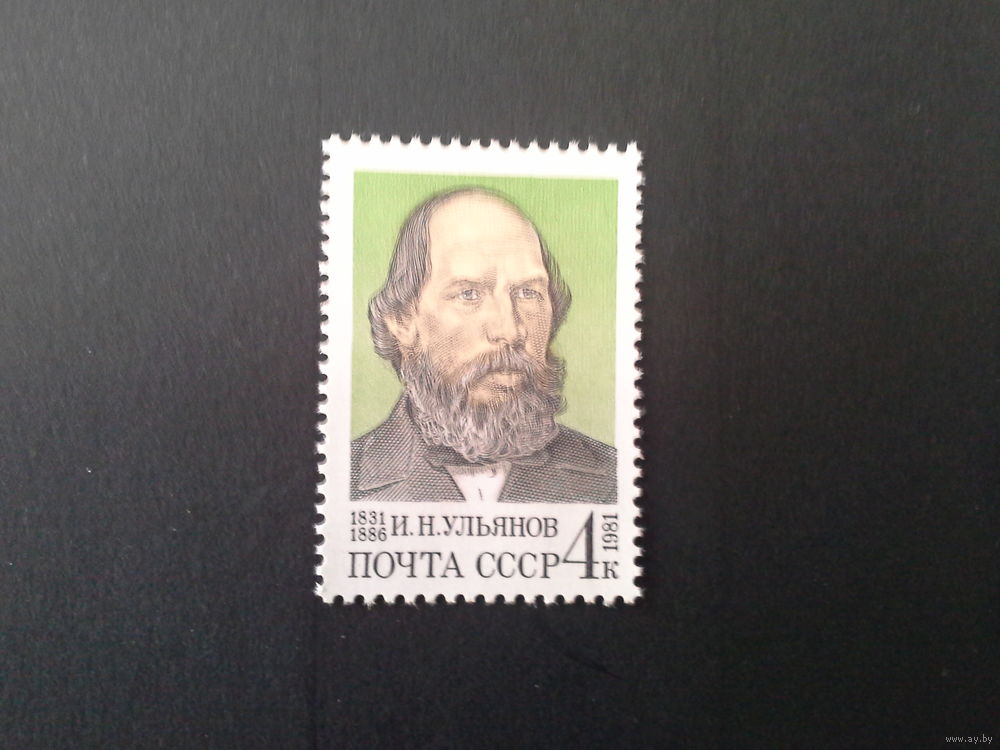 1831
1886 И. Н. УЛЬЯНОВ
ПОЧТА СССР 4К
1981
www.ay.by